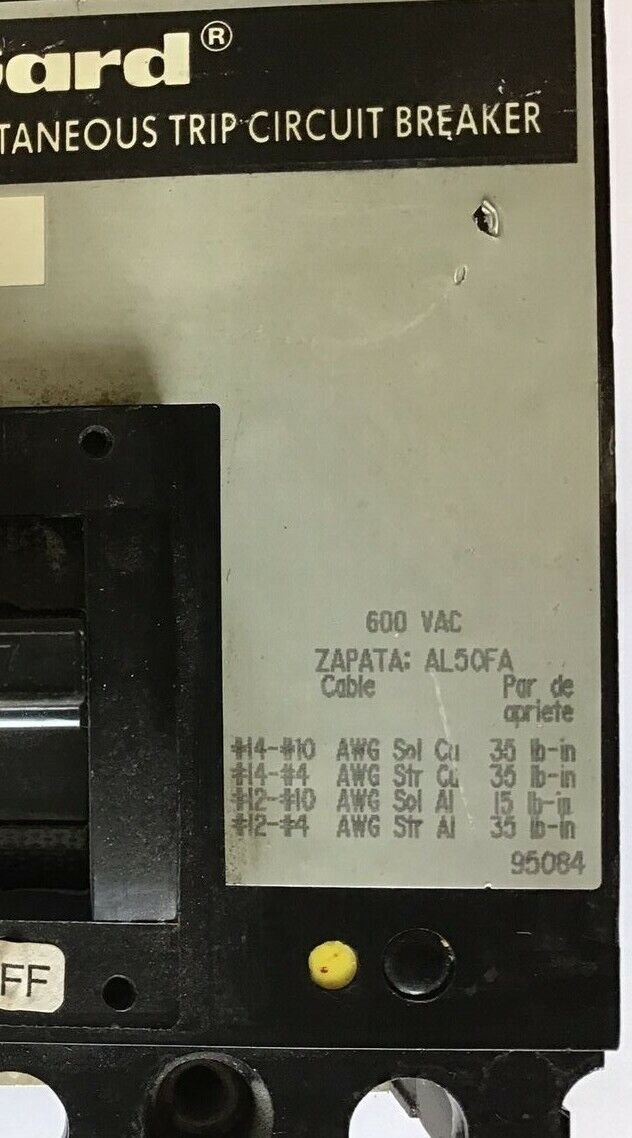 Gard®
TANEOUS TRIP CIRCUIT BREAKER
600 VAC
ZAPATA: AL50FA
Cable Par de
apriete
#14-#10 AWG Sol Cu 35 lb-in
#14-#4 AWG Str Cu 35 lb-in
#12-#10 AWG Sol Al 15 lb-in
#12-#4 AWG Str Al 35 lb-in
95084
FF